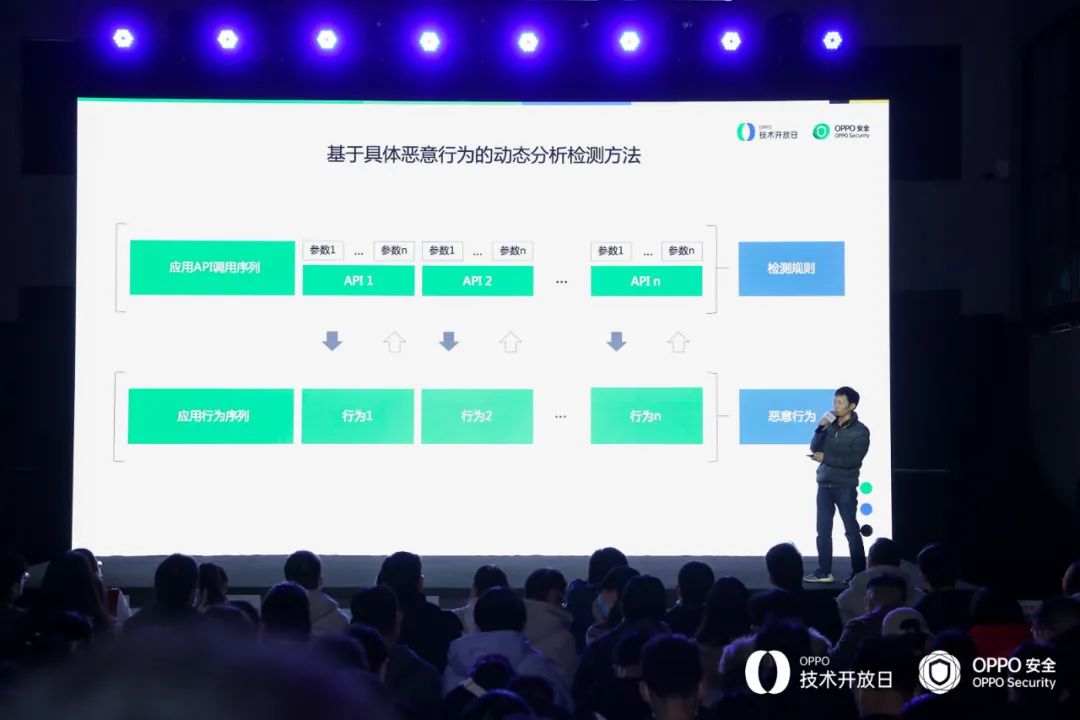 OPPO
技术开放日
OPPO 安全
OPPO Security
基于具体恶意行为的动态分析检测方法
应用API调用序列
参数1 ... 参数n 参数1 ... 参数n 参数1 ... 参数n
API 1 API 2 ... API n
检测规则
应用行为序列
行为1 行为2 ... 行为n
恶意行为
OPPO
技术开放日
OPPO 安全
OPPO Security